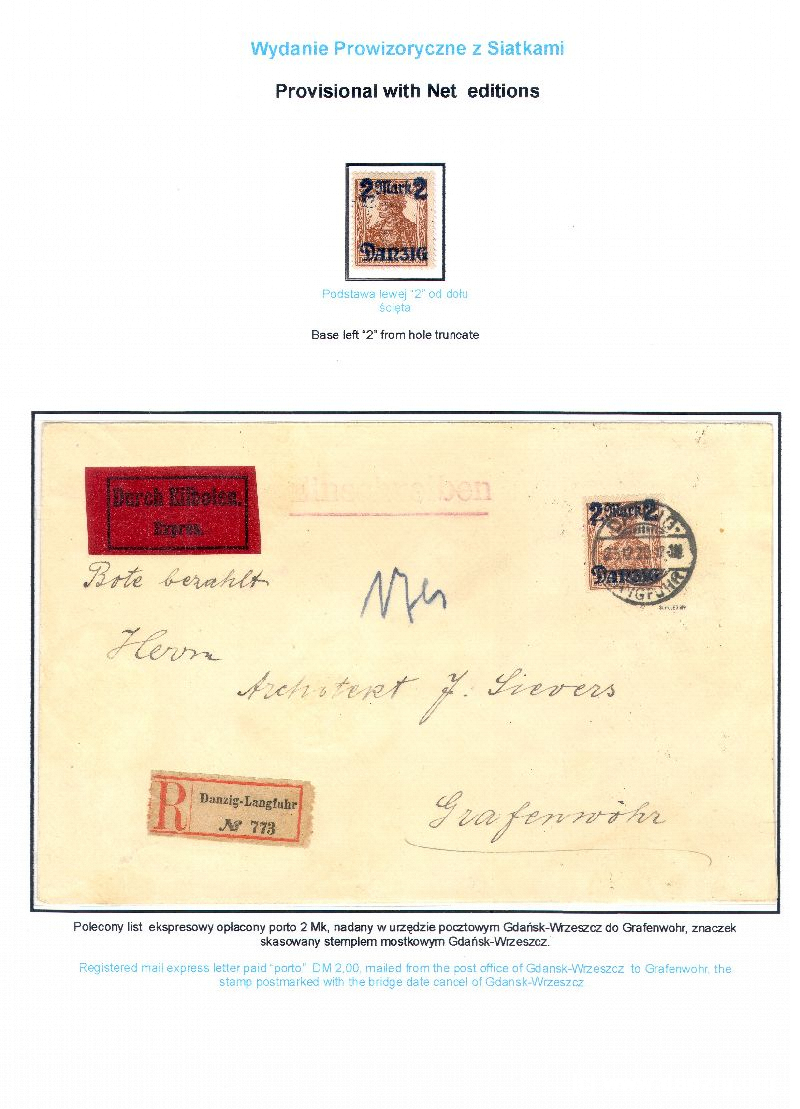 Wydanie Prowizoryczne z Siatkami
Provisional with Net editions
2 Mark 2
Danzig
Podstawa lewej "2" od dołu
ścięta
Base left "2" from hole truncate
Durch Eilboten.
Expres.
Einschreiben
2 Mark 2
Danzig
Bote bezahlt
Herrn
Architekt J. Sievers
R
Danzig-Langfuhr
№ 773
Grafenwöhr
Polecony list ekspresowy opłacony porto 2 Mk, nadany w urzędzie pocztowym Gdańsk-Wrzeszcz do Grafenwohr, znaczek
skasowany stemplem mostkowym Gdańsk-Wrzeszcz.
Registered mail express letter paid "porto" DM 2,00, mailed from the post office of Gdansk-Wrzeszcz to Grafenwohr, the
stamp postmarked with the bridge date cancel of Gdansk-Wrzeszcz